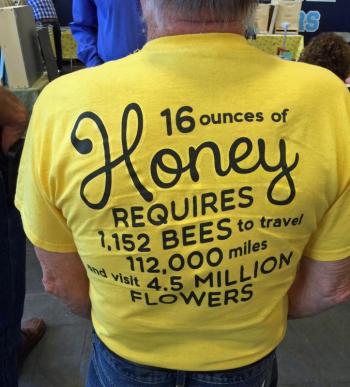 16 ounces of
Honey
REQUIRES
1,152 BEES to travel
112,000 miles
and visit 4.5 MILLION
FLOWERS